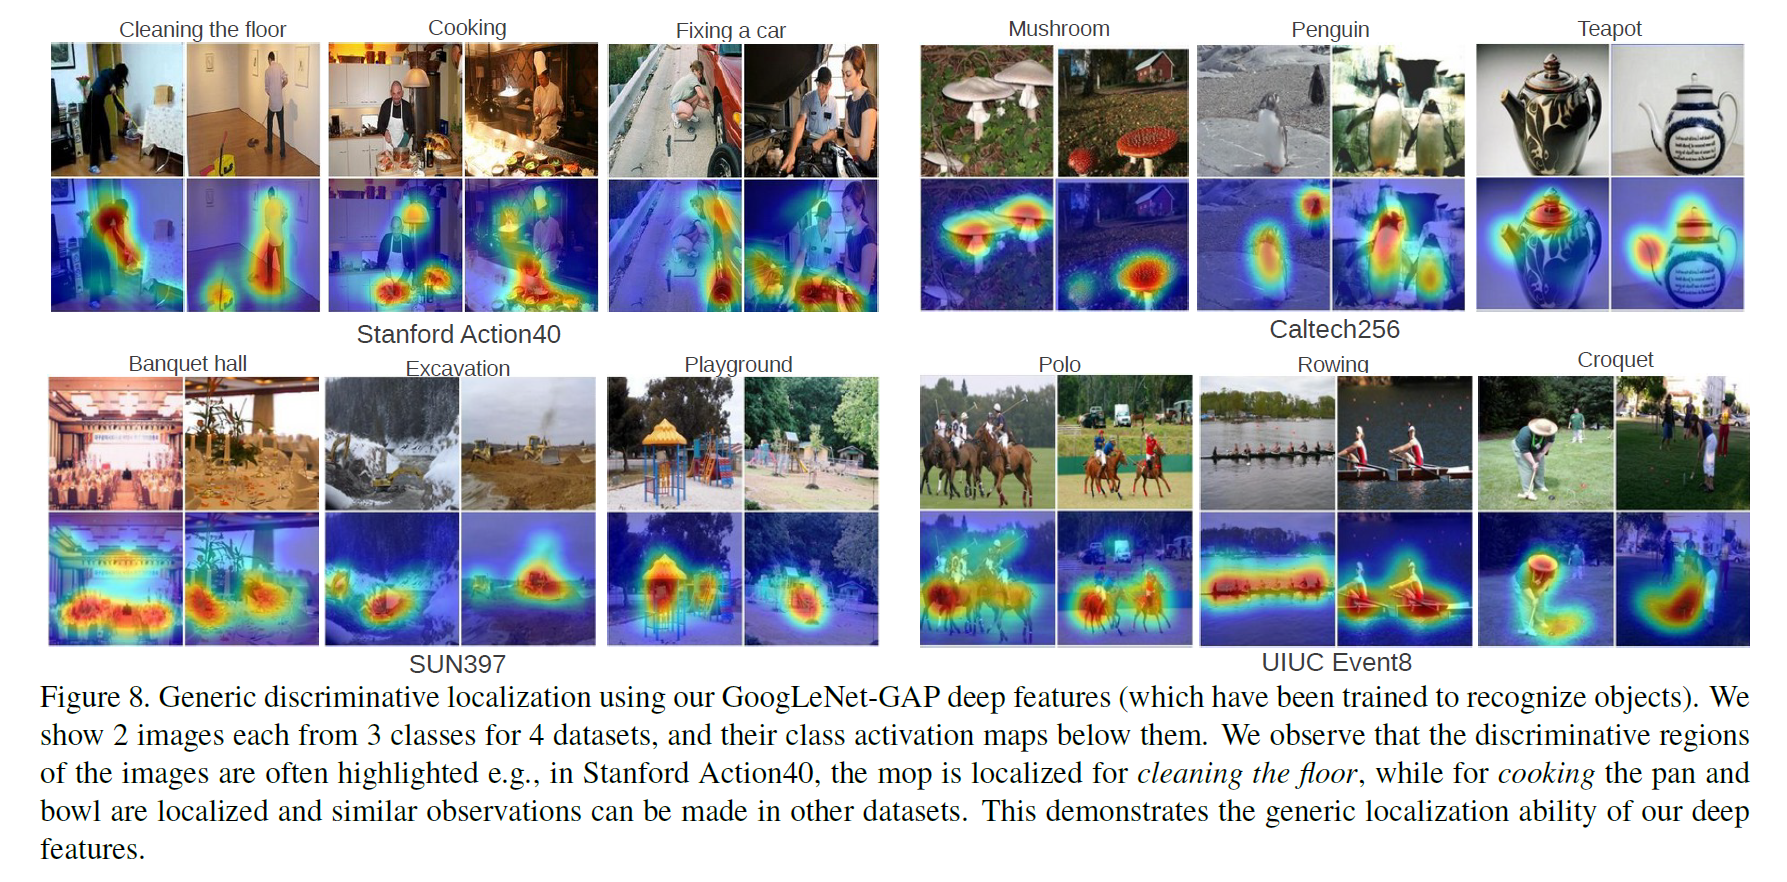 Cleaning the floor
Cooking
Fixing a car
Mushroom
Penguin
Teapot
Stanford Action40
Caltech256
Banquet hall
Excavation
Playground
Polo
Rowing
Croquet
SUN397
UIUC Event8
Figure 8. Generic discriminative localization using our GoogLeNet-GAP deep features (which have been trained to recognize objects). We
show 2 images each from 3 classes for 4 datasets, and their class activation maps below them. We observe that the discriminative regions
of the images are often highlighted e.g., in Stanford Action40, the mop is localized for cleaning the floor, while for cooking the pan and
bowl are localized and similar observations can be made in other datasets. This demonstrates the generic localization ability of our deep
features.